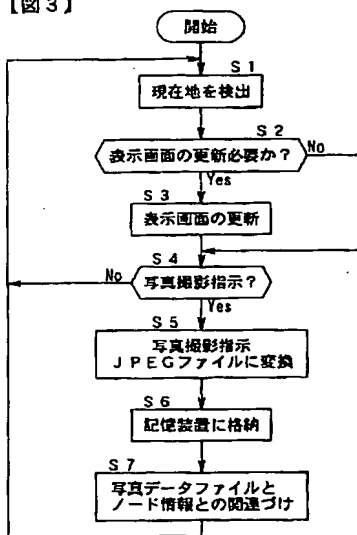 【図3】
開始
S1
現在地を検出
S2
表示画面の更新必要か?
No
Yes
S3
表示画面の更新
S4
No
写真撮影指示?
Yes
S5
写真撮影指示
JPEGファイルに変換
S6
記憶装置に格納
S7
写真データファイルと
ノード情報との関連づけ